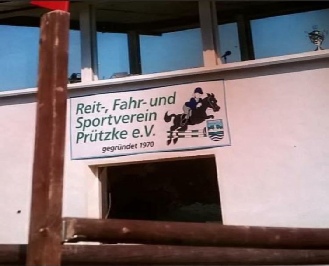 Reit-, Fahr- und
Sportverein
Prützke e.V.
gegründet 1970